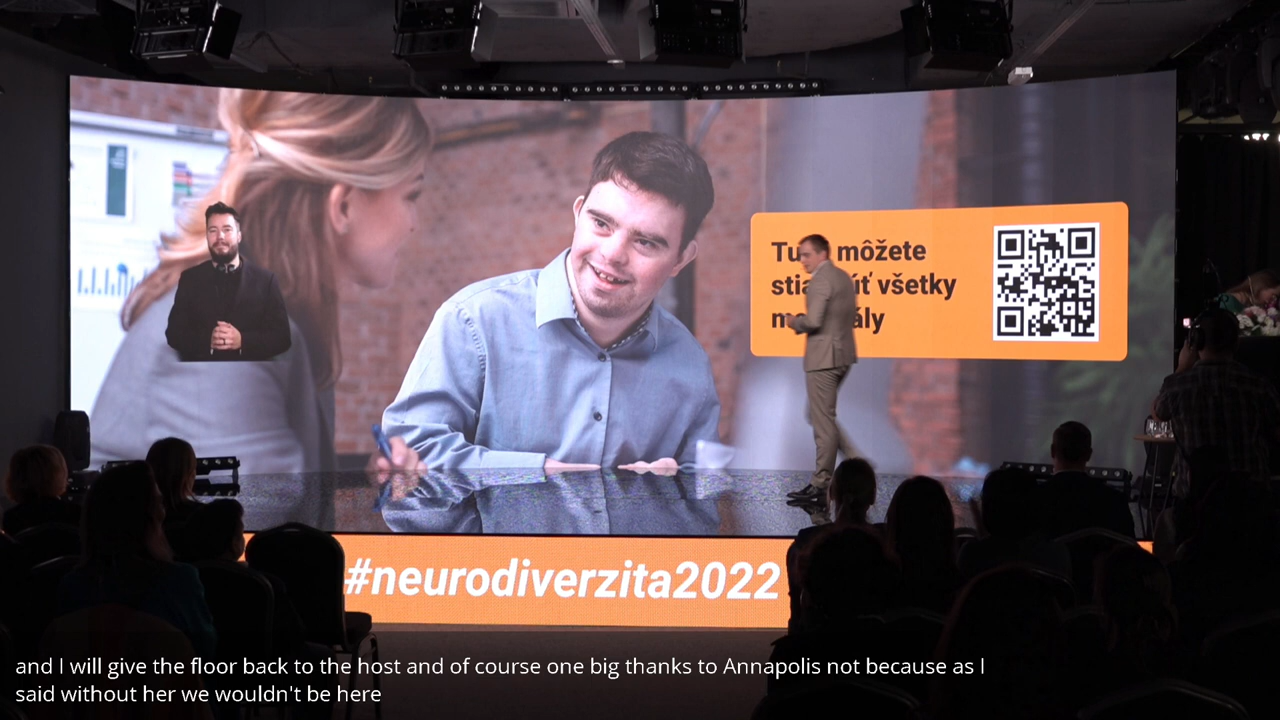 môžete
všetky
#neurodiverzita2022
and I will give the floor back to the host and of course one big thanks to Annapolis not because as I
said without her we wouldn't be here